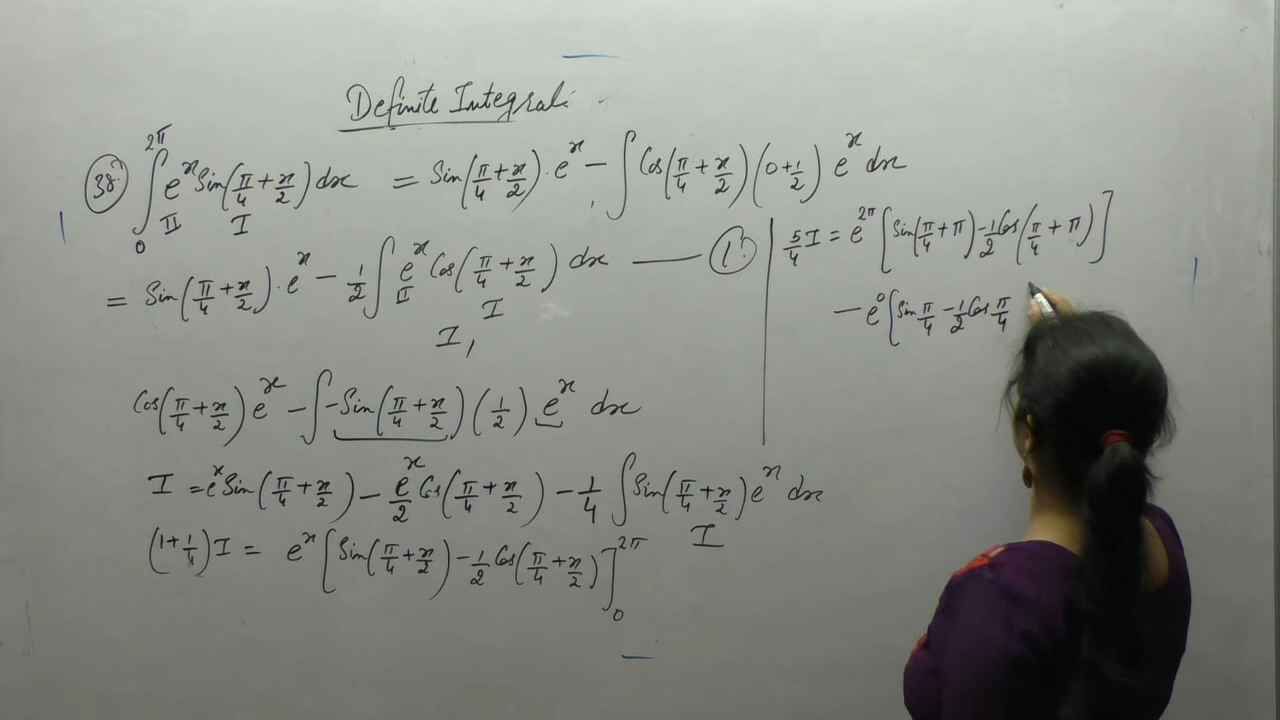 Definite Integral:
38: ∫₀^2π e^x Sin(π/4 + x/2) dx = Sin(π/4 + x/2) · e^x − ∫ Cos(π/4 + x/2) (0 + 1/2) e^x dx
II I
= Sin(π/4 + x/2) · e^x − 1/2 ∫ e^x Cos(π/4 + x/2) dx —— 1:
II I
I,
Cos(π/4 + x/2) e^x − ∫ −Sin(π/4 + x/2) (1/2) e^x dx
I = e^x Sin(π/4 + x/2) − e^x/2 Cos(π/4 + x/2) − 1/4 ∫ Sin(π/4 + x/2) e^x dx
I
(1 + 1/4) I = e^x [Sin(π/4 + x/2) − 1/2 Cos(π/4 + x/2)]₀^2π
5/4 I = e^2π [Sin(π/4 + π) − 1/2 Cos(π/4 + π)]
− e^0 [Sin π/4 − 1/2 Cos π/4